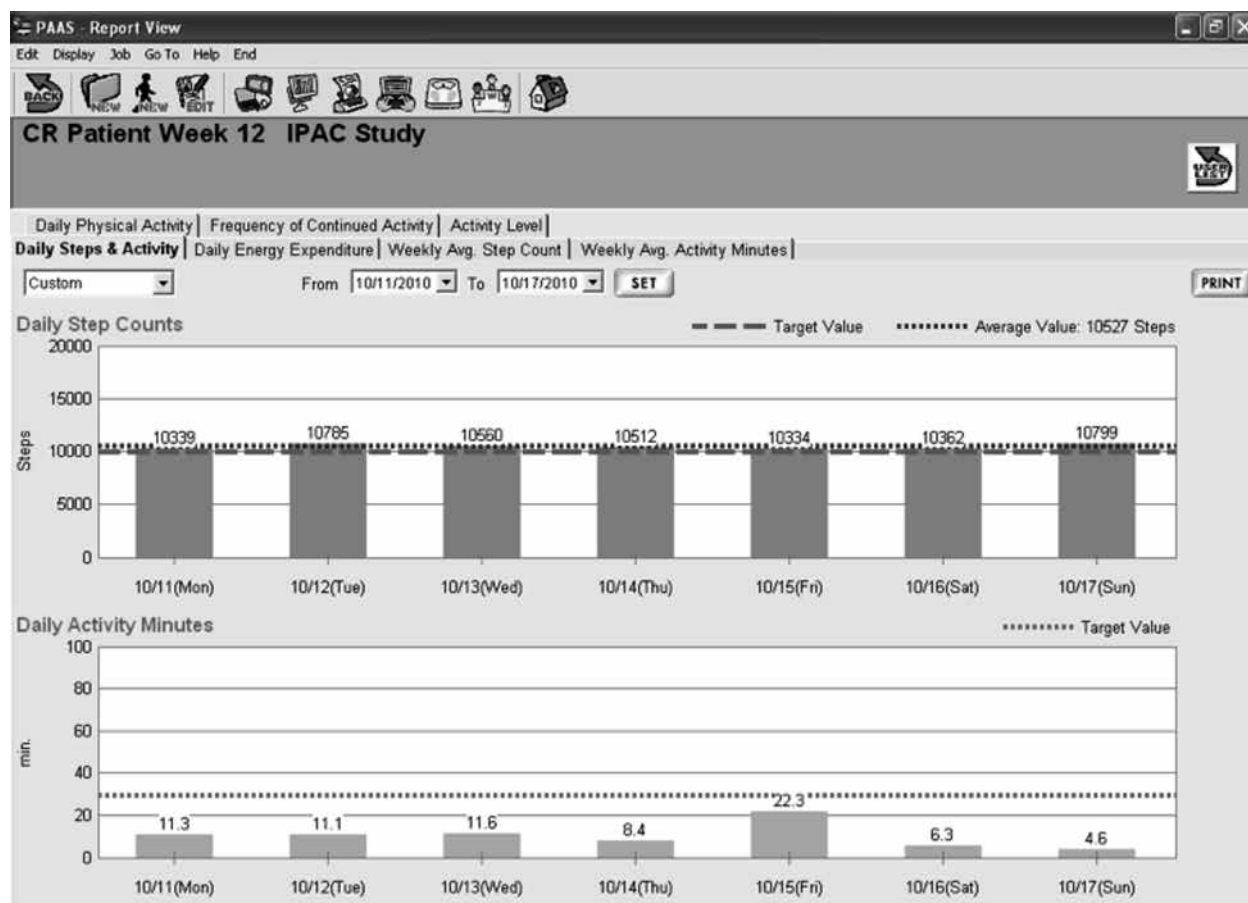 PAAS - Report View
Edit Display Job Go To Help End
BACK NEW NEW EDIT
CR Patient Week 12 IPAC Study
USER LIST
Daily Physical Activity Frequency of Continued Activity Activity Level
Daily Steps & Activity Daily Energy Expenditure Weekly Avg. Step Count Weekly Avg. Activity Minutes
Custom From 10/11/2010 To 10/17/2010 SET PRINT
Daily Step Counts Target Value Average Value: 10527 Steps
20000
15000
10339 10785 10560 10512 10334 10362 10799
Steps
10000
5000
0
10/11(Mon) 10/12(Tue) 10/13(Wed) 10/14(Thu) 10/15(Fri) 10/16(Sat) 10/17(Sun)
Daily Activity Minutes Target Value
100
80
60
min.
40
20
11.3 11.1 11.6 8.4 22.3 6.3 4.6
0
10/11(Mon) 10/12(Tue) 10/13(Wed) 10/14(Thu) 10/15(Fri) 10/16(Sat) 10/17(Sun)